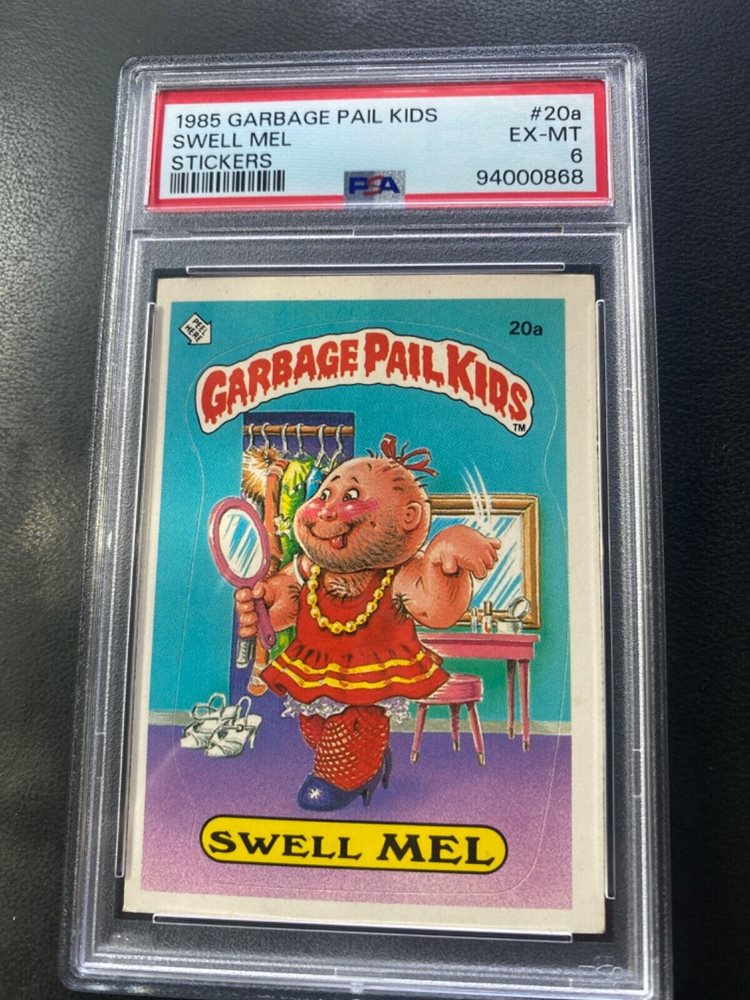 1985 GARBAGE PAIL KIDS #20a
SWELL MEL EX-MT
STICKERS 6
PSA 94000868
PEEL HERE
20a
GARBAGE PAIL KIDS
TM
SWELL MEL